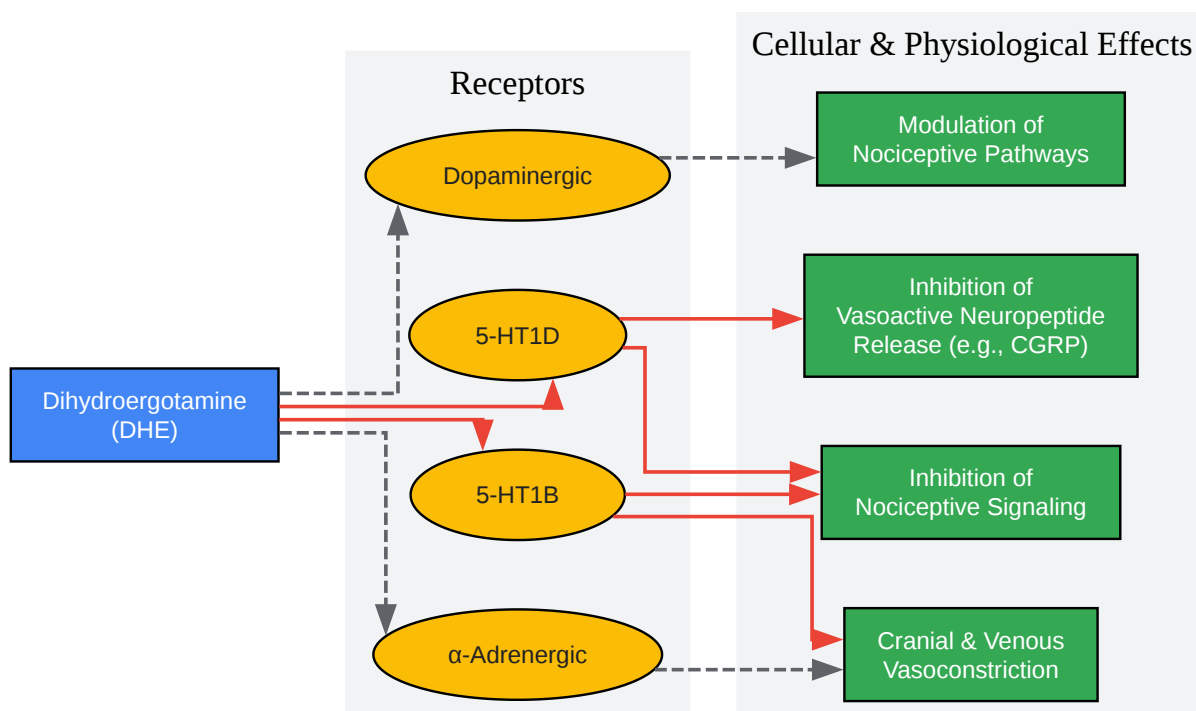 Cellular & Physiological Effects
Receptors
Modulation of
Nociceptive Pathways
Dopaminergic
Inhibition of
Vasoactive Neuropeptide
Release (e.g., CGRP)
5-HT1D
Dihydroergotamine
(DHE)
Inhibition of
Nociceptive Signaling
5-HT1B
Cranial & Venous
Vasoconstriction
α-Adrenergic